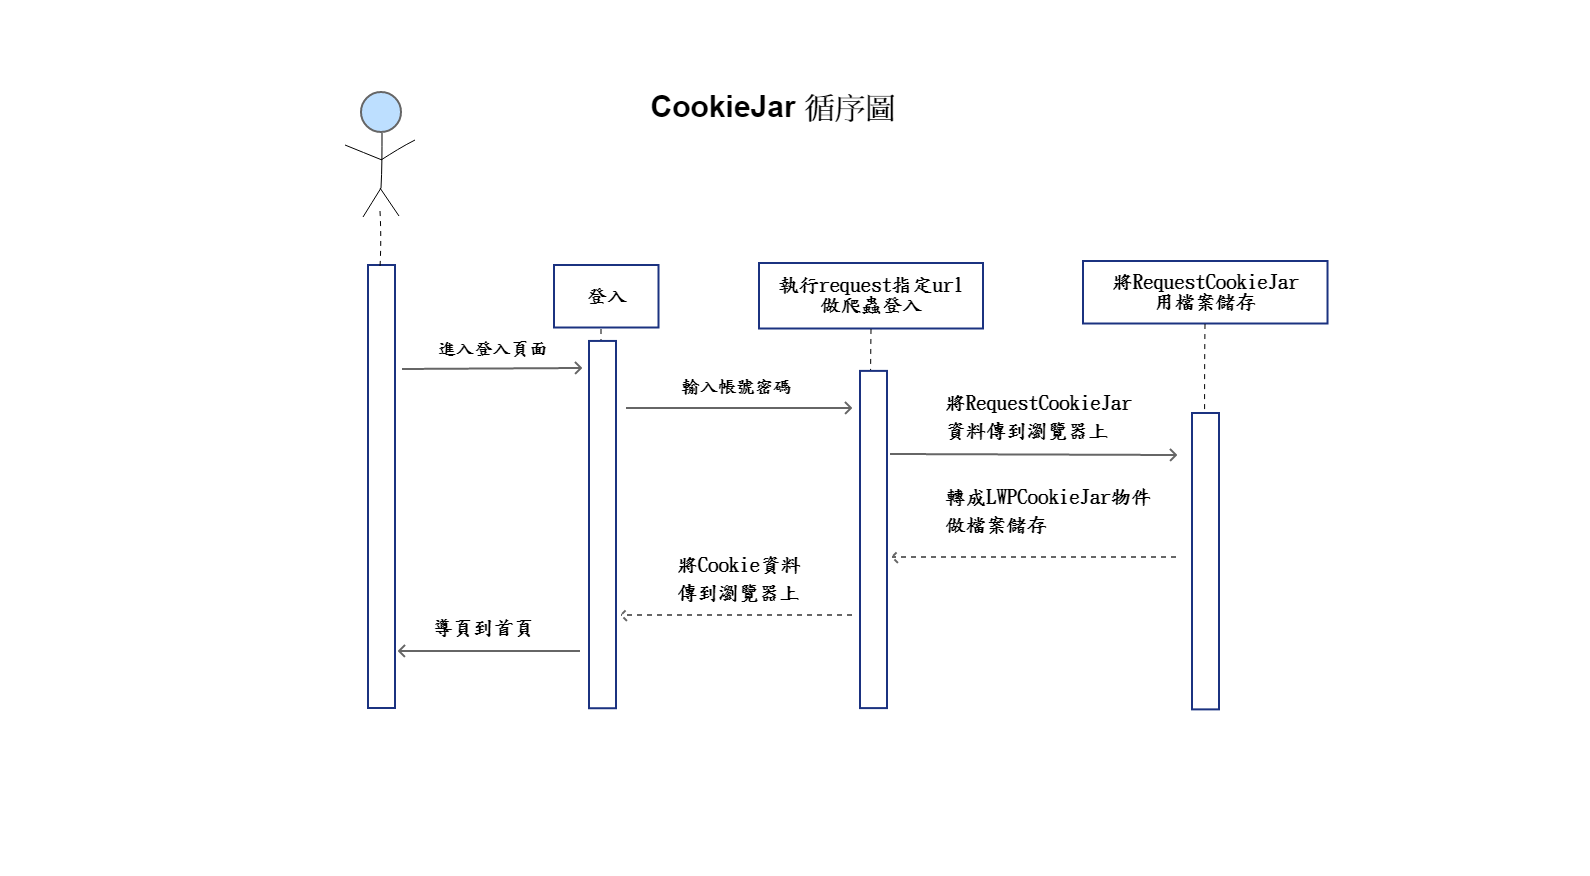 CookieJar 循序圖
登入
執行request指定url
做爬蟲登入
將RequestCookieJar
用檔案儲存
進入登入頁面
輸入帳號密碼
將RequestCookieJar
資料傳到瀏覽器上
轉成LWPCookieJar物件
做檔案儲存
將Cookie資料
傳到瀏覽器上
導頁到首頁